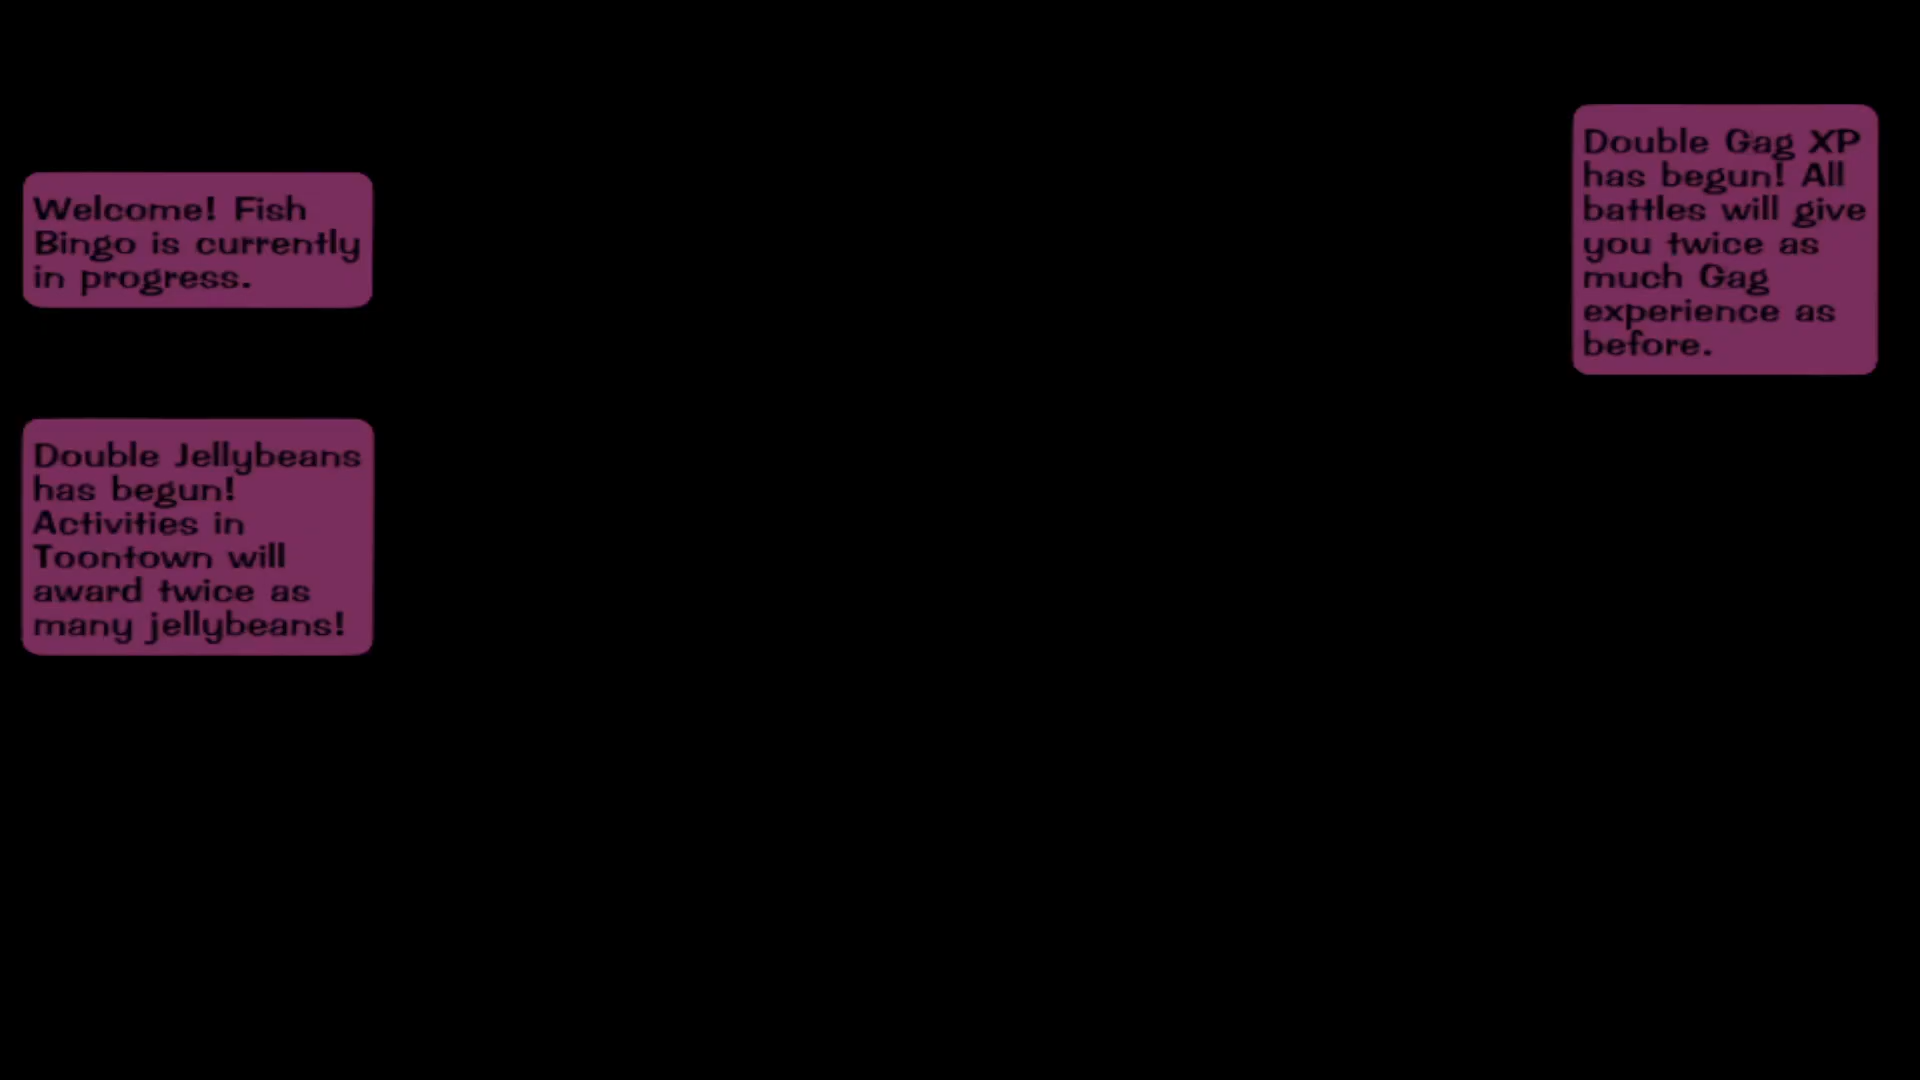 Welcome! Fish
Bingo is currently
in progress.
Double Jellybeans
has begun!
Activities in
Toontown will
award twice as
many jellybeans!
Double Gag XP
has begun! All
battles will give
you twice as
much Gag
experience as
before.